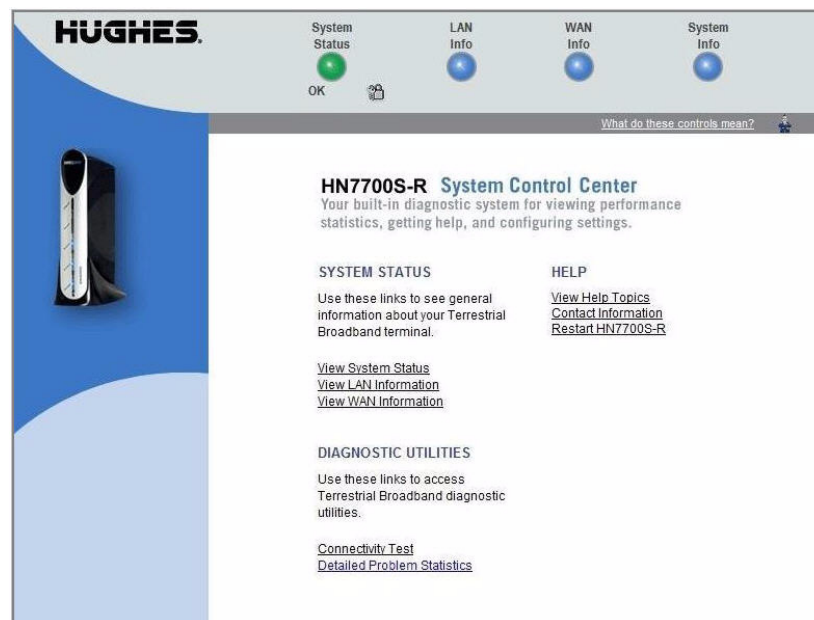 HUGHES.
System Status
LAN Info
WAN Info
System Info
OK
What do these controls mean?
HN7700S-R System Control Center
Your built-in diagnostic system for viewing performance
statistics, getting help, and configuring settings.
SYSTEM STATUS
Use these links to see general
information about your Terrestrial
Broadband terminal.
View System Status
View LAN Information
View WAN Information
HELP
View Help Topics
Contact Information
Restart HN7700S-R
DIAGNOSTIC UTILITIES
Use these links to access
Terrestrial Broadband diagnostic
utilities.
Connectivity Test
Detailed Problem Statistics